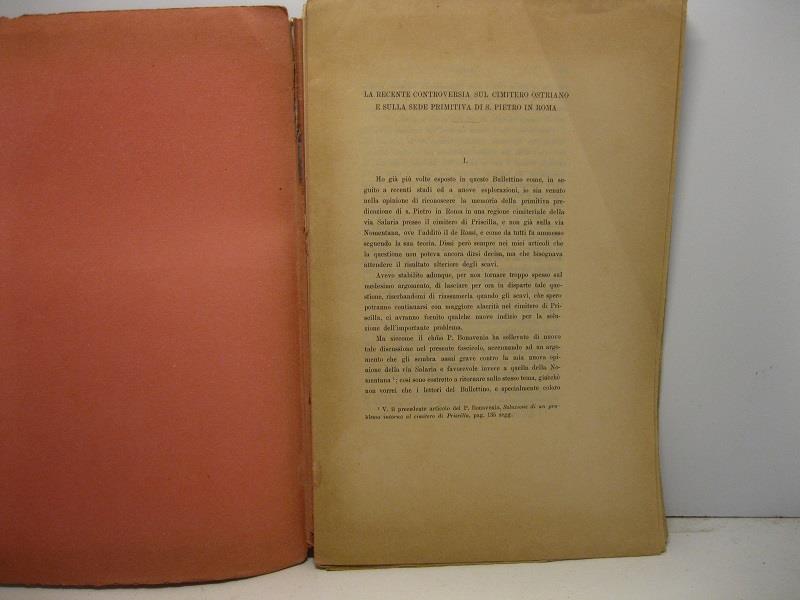 LA RECENTE CONTROVERSIA SUL CIMITERO OSTRIANO
E SULLA SEDE PRIMITIVA DI S. PIETRO IN ROMA
I.
Ho già più volte esposto in questo Bullettino come, in se-
guito a recenti studi ed a nuove esplorazioni, io sia venuto
nella opinione di riconoscere la memoria della primitiva pre-
dicazione di s. Pietro in Roma in una regione cimiteriale della
via Salaria presso il cimitero di Priscilla, e non già sulla via
Nomentana, ove l'additò il de Rossi, e come da tutti fu ammesso
seguendo la sua teoria. Dissi però sempre nei miei articoli che
la questione non poteva ancora dirsi decisa, ma che bisognava
attendere il risultato ulteriore degli scavi.
Avevo stabilito adunque, per non tornare troppo spesso sul
medesimo argomento, di lasciare per ora in disparte tale que-
stione, riserbandomi di riassumerla quando gli scavi, che spero
potranno continuarsi con maggiore alacrità nel cimitero di Pri-
scilla, ci avranno fornito qualche nuovo indizio per la solu-
zione dell'importante problema.
Ma siccome il chño P. Bonavenia ha sollevato di nuovo
tale discussione nel presente fascicolo, accennando ad un argo-
mento che gli sembra assai grave contro la mia nuova opi-
nione della via Salaria e favorevole invece a quella della No-
mentana ¹; così sono costretto a ritornare sullo stesso tema, giacchè
non vorrei che i lettori del Bullettino, e specialmente coloro
¹ V. il precedente articolo del P. Bonavenia, Soluzione di un pro-
blema intorno al cimitero di Priscilla, pag. 135 segg.